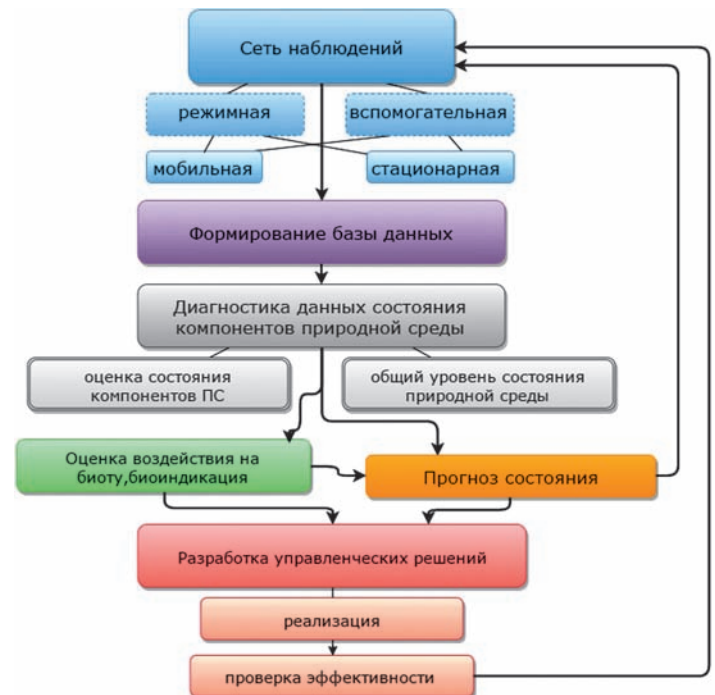 Сеть наблюдений
режимная
вспомогательная
мобильная
стационарная
Формирование базы данных
Диагностика данных состояния
компонентов природной среды
оценка состояния
компонентов ПС
общий уровень состояния
природной среды
Оценка воздействия на
биоту,биоиндикация
Прогноз состояния
Разработка управленческих решений
реализация
проверка эффективности